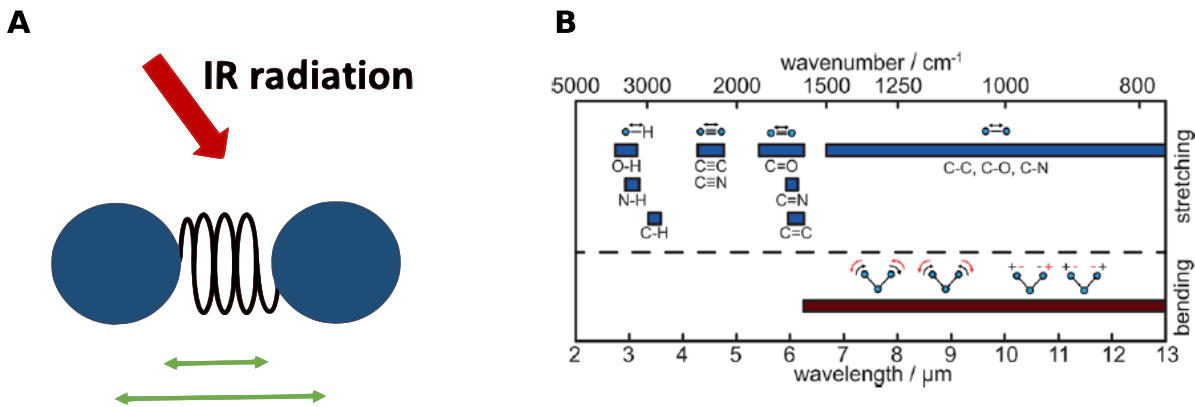 A
IR radiation
B
wavenumber / cm⁻¹
5000 3000 2000 1500 1250 1000 800
H
O-H
N-H
C-H
C≡C
C≡N
C=O
C=N
C=C
C-C, C-O, C-N
stretching
+ - - + + - - +
bending
2 3 4 5 6 7 8 9 10 11 12 13
wavelength / µm